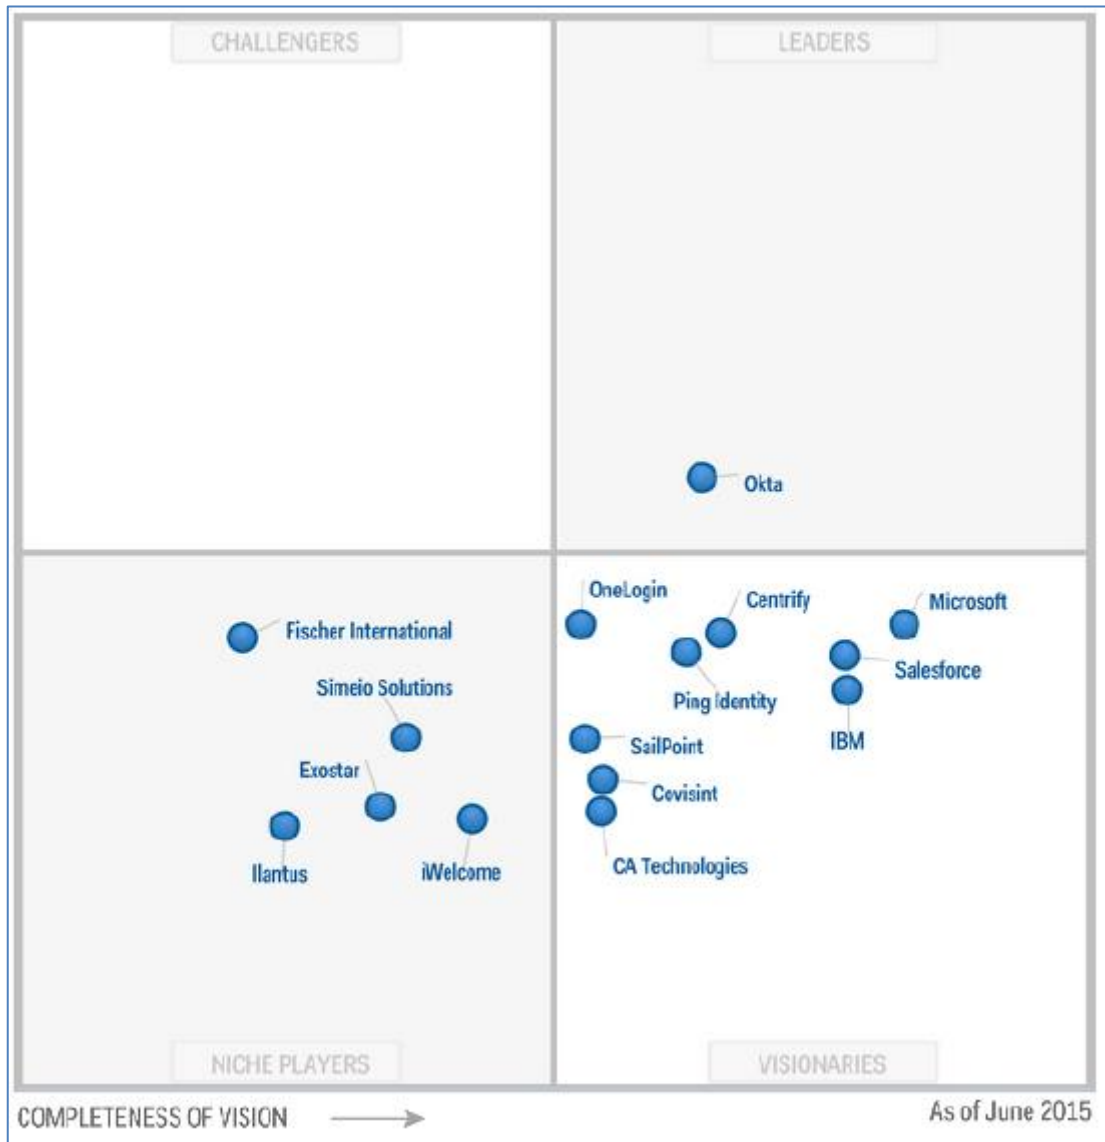 CHALLENGERS
LEADERS
Okta
OneLogin
Centrify
Microsoft
Fischer International
Salesforce
Simeio Solutions
Ping Identity
IBM
SailPoint
Exostar
Covisint
CA Technologies
Ilantus
iWelcome
NICHE PLAYERS
VISIONARIES
COMPLETENESS OF VISION
As of June 2015